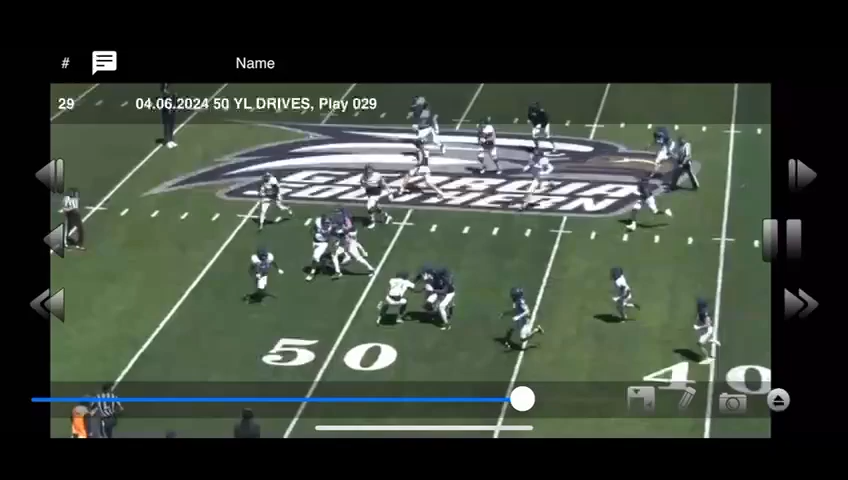 # Name
29 04.06.2024 50 YL DRIVES, Play 029
GEORGIA
SOUTHERN
50
40